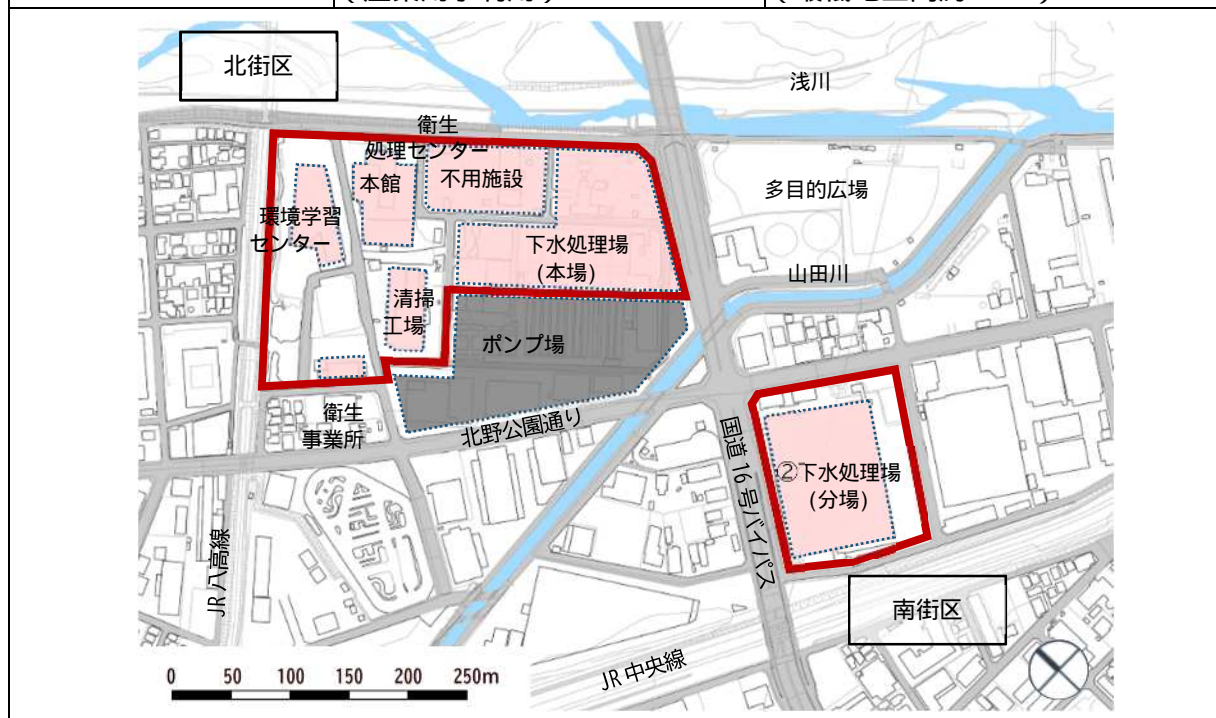 北街区
浅川
衛生
処理センター
本館
不用施設
多目的広場
環境学習
センター
下水処理場
(本場)
山田川
清掃
工場
ポンプ場
衛生
事業所
北野公園通り
国道16号バイパス
②下水処理場
(分場)
JR八高線
南街区
JR中央線
0 50 100 150 200 250m